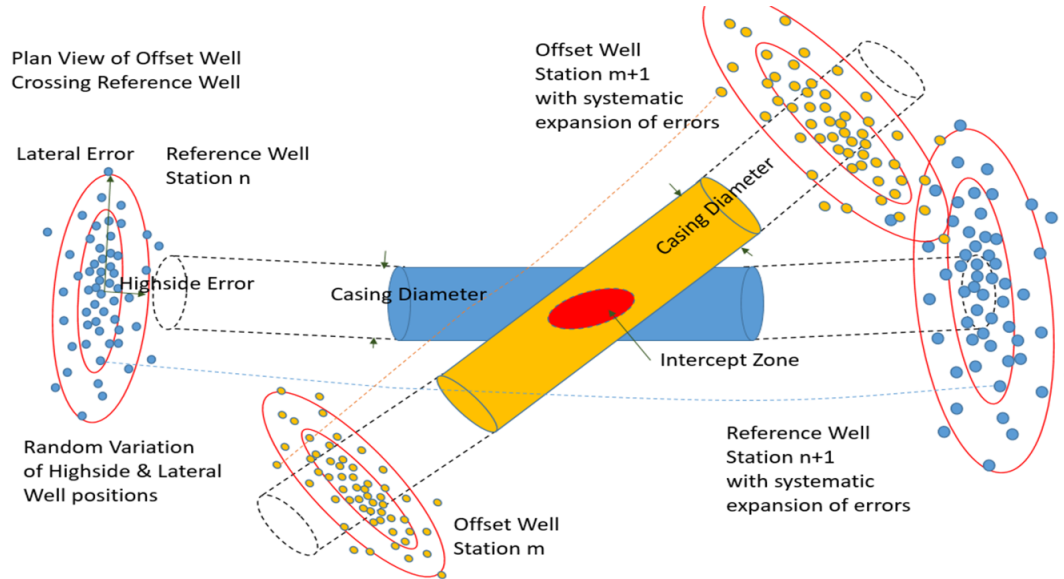 Plan View of Offset Well
Crossing Reference Well
Offset Well
Station m+1
with systematic
expansion of errors
Lateral Error
Reference Well
Station n
Casing Diameter
Highside Error
Casing Diameter
Intercept Zone
Random Variation
of Highside & Lateral
Well positions
Reference Well
Station n+1
with systematic
expansion of errors
Offset Well
Station m